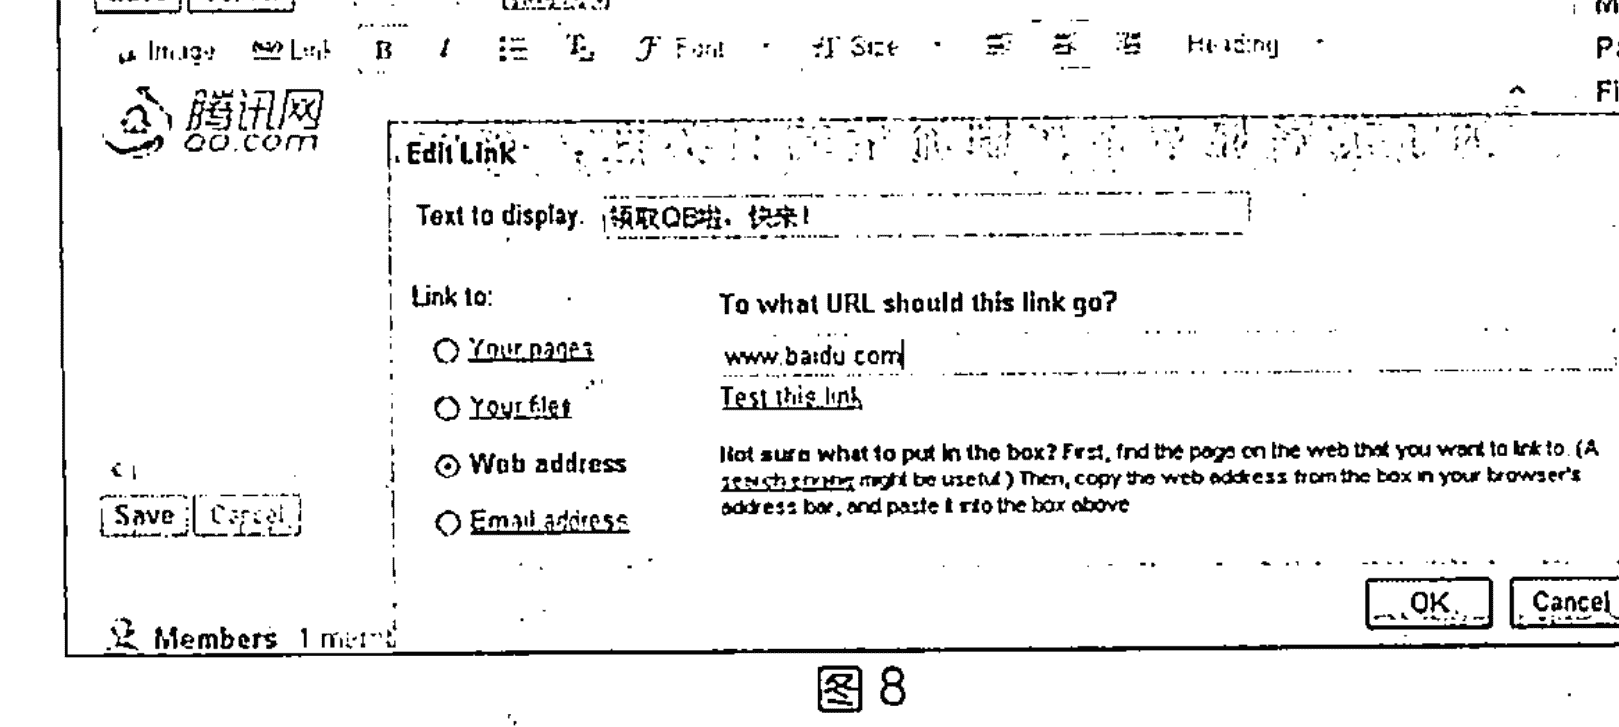 Image Link B I Font Size Heading
腾讯网
QQ.com
Edit Link
Text to display. 领取QB啦，快来!
Link to:
To what URL should this link go?
Your pages
www.baidu.com
Your files
Test this link
Web address
Not sure what to put in the box? First, find the page on the web that you want to link to. (A
search engine might be useful.) Then, copy the web address from the box in your browser's
address bar, and paste it into the box above
Email address
Save Cancel
OK Cancel
Members 1
图 8